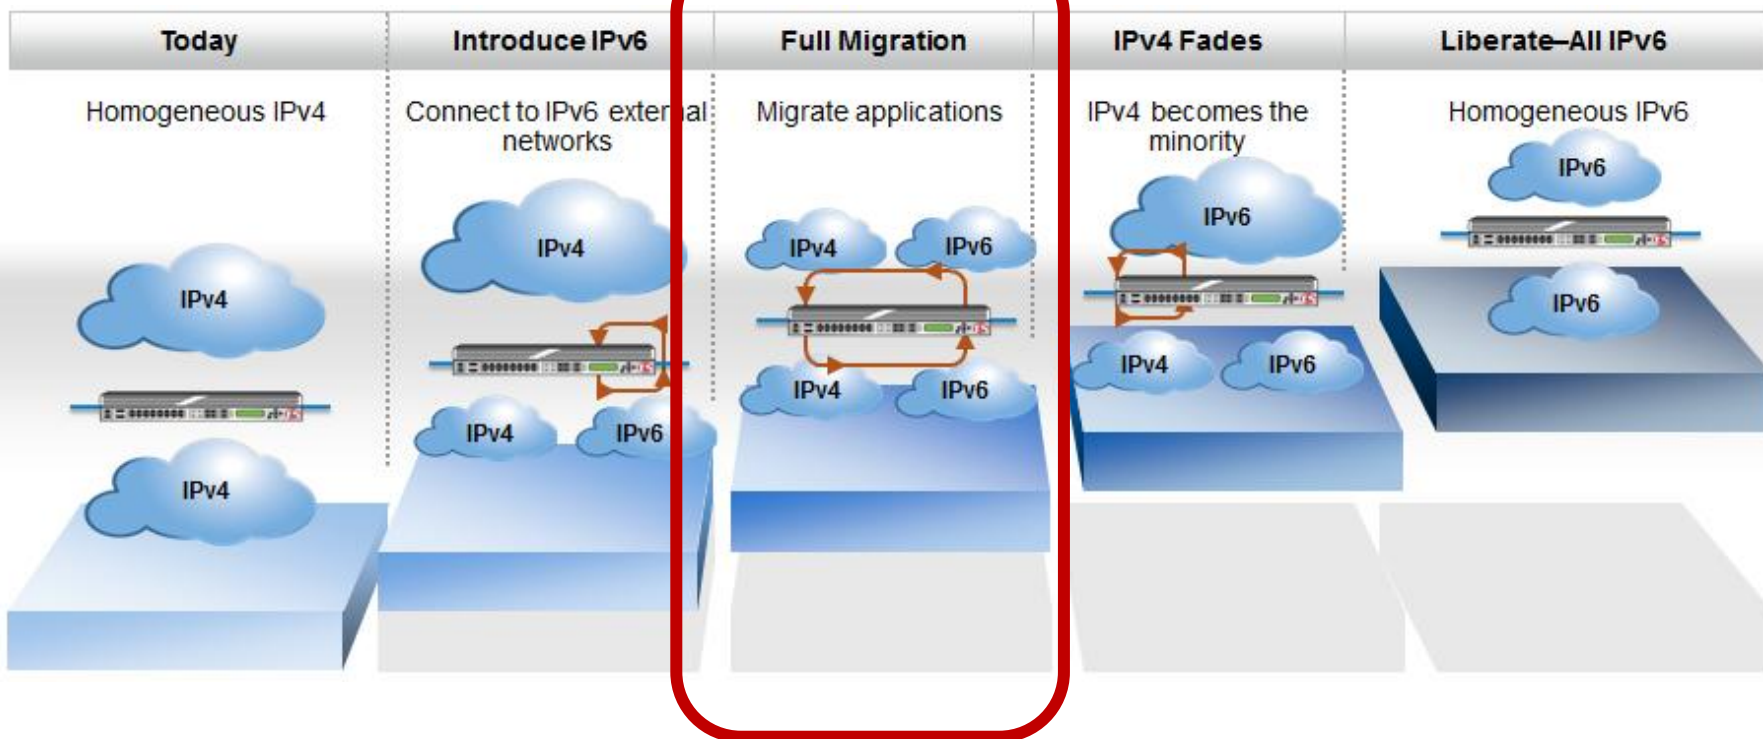 Today
Introduce IPv6
Full Migration
IPv4 Fades
Liberate–All IPv6
Homogeneous IPv4
Connect to IPv6 external
networks
Migrate applications
IPv4 becomes the
minority
Homogeneous IPv6
IPv4
IPv4
IPv4
IPv4
IPv6
IPv4
IPv6
IPv4
IPv6
IPv6
IPv4
IPv6
IPv6
IPv6